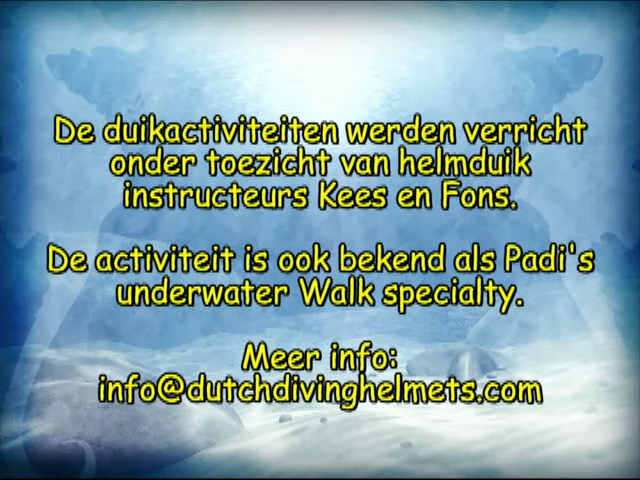 De duikactiviteiten werden verricht
onder toezicht van helmduik
instructeurs Kees en Fons.
De activiteit is ook bekend als Padi's
underwater Walk specialty.
Meer info:
info@dutchdivinghelmets.com